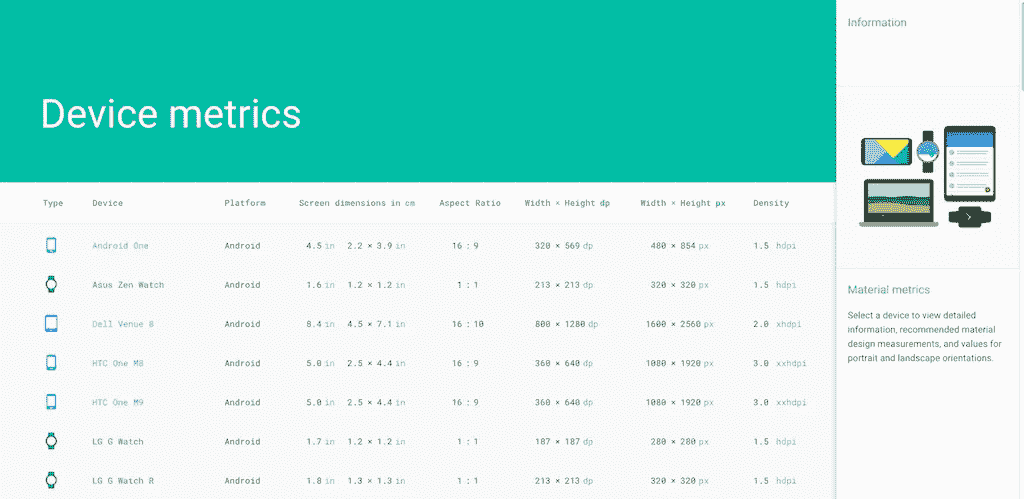 Information
Device metrics
Type Device Platform Screen dimensions in cm Aspect Ratio Width × Height dp Width × Height px Density
Android One Android 4.5 in 2.2 × 3.9 in 16 : 9 320 × 569 dp 480 × 854 px 1.5 hdpi
Asus Zen Watch Android 1.6 in 1.2 × 1.2 in 1 : 1 213 × 213 dp 320 × 320 px 1.5 hdpi
Dell Venue 8 Android 8.4 in 4.5 × 7.1 in 16 : 10 800 × 1280 dp 1600 × 2560 px 2.0 xhdpi
HTC One M8 Android 5.0 in 2.5 × 4.4 in 16 : 9 360 × 640 dp 1080 × 1920 px 3.0 xxhdpi
HTC One M9 Android 5.0 in 2.5 × 4.4 in 16 : 9 360 × 640 dp 1080 × 1920 px 3.0 xxhdpi
LG G Watch Android 1.7 in 1.2 × 1.2 in 1 : 1 187 × 187 dp 280 × 280 px 1.5 hdpi
LG G Watch R Android 1.8 in 1.3 × 1.3 in 1 : 1 213 × 213 dp 320 × 320 px 1.5 hdpi
Material metrics
Select a device to view detailed
information, recommended material
design measurements, and values for
portrait and landscape orientations.